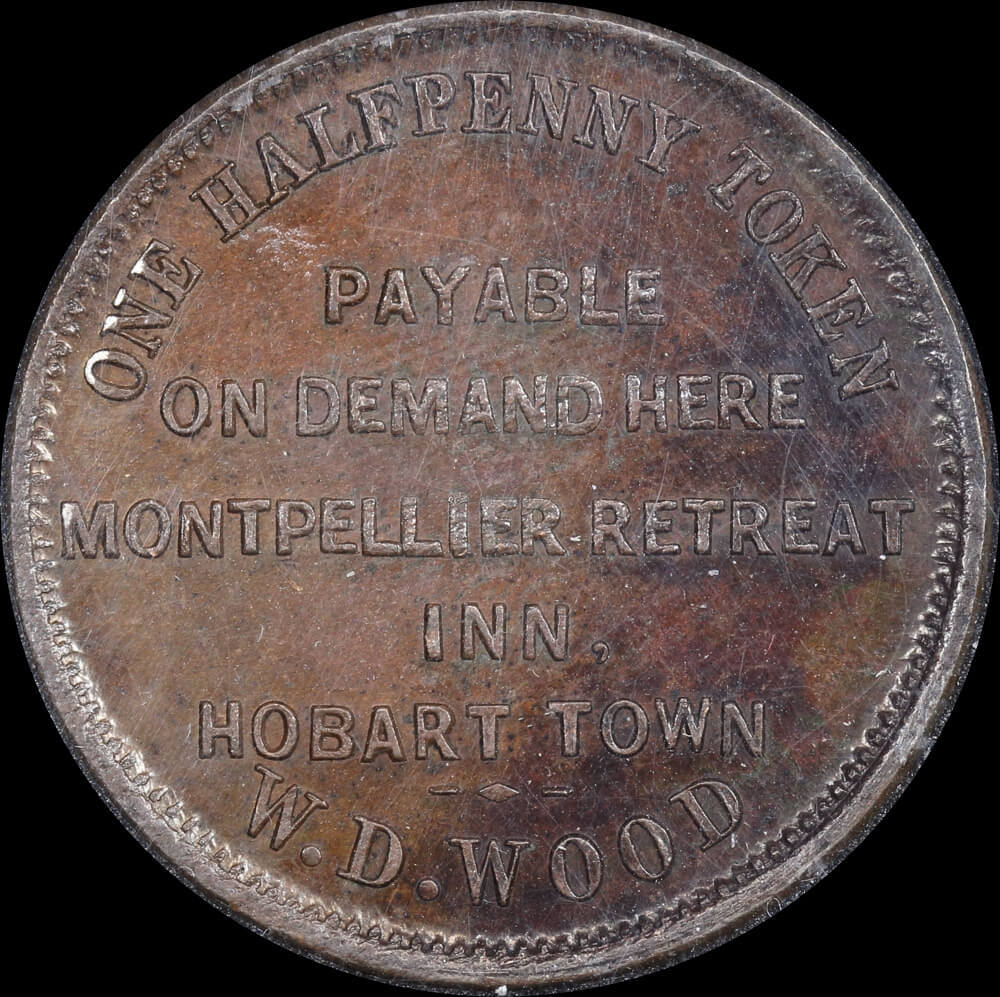 ONE HALFPENNY TOKEN
PAYABLE
ON DEMAND HERE
MONTPELLIER RETREAT
INN,
HOBART TOWN
W.D.WOOD